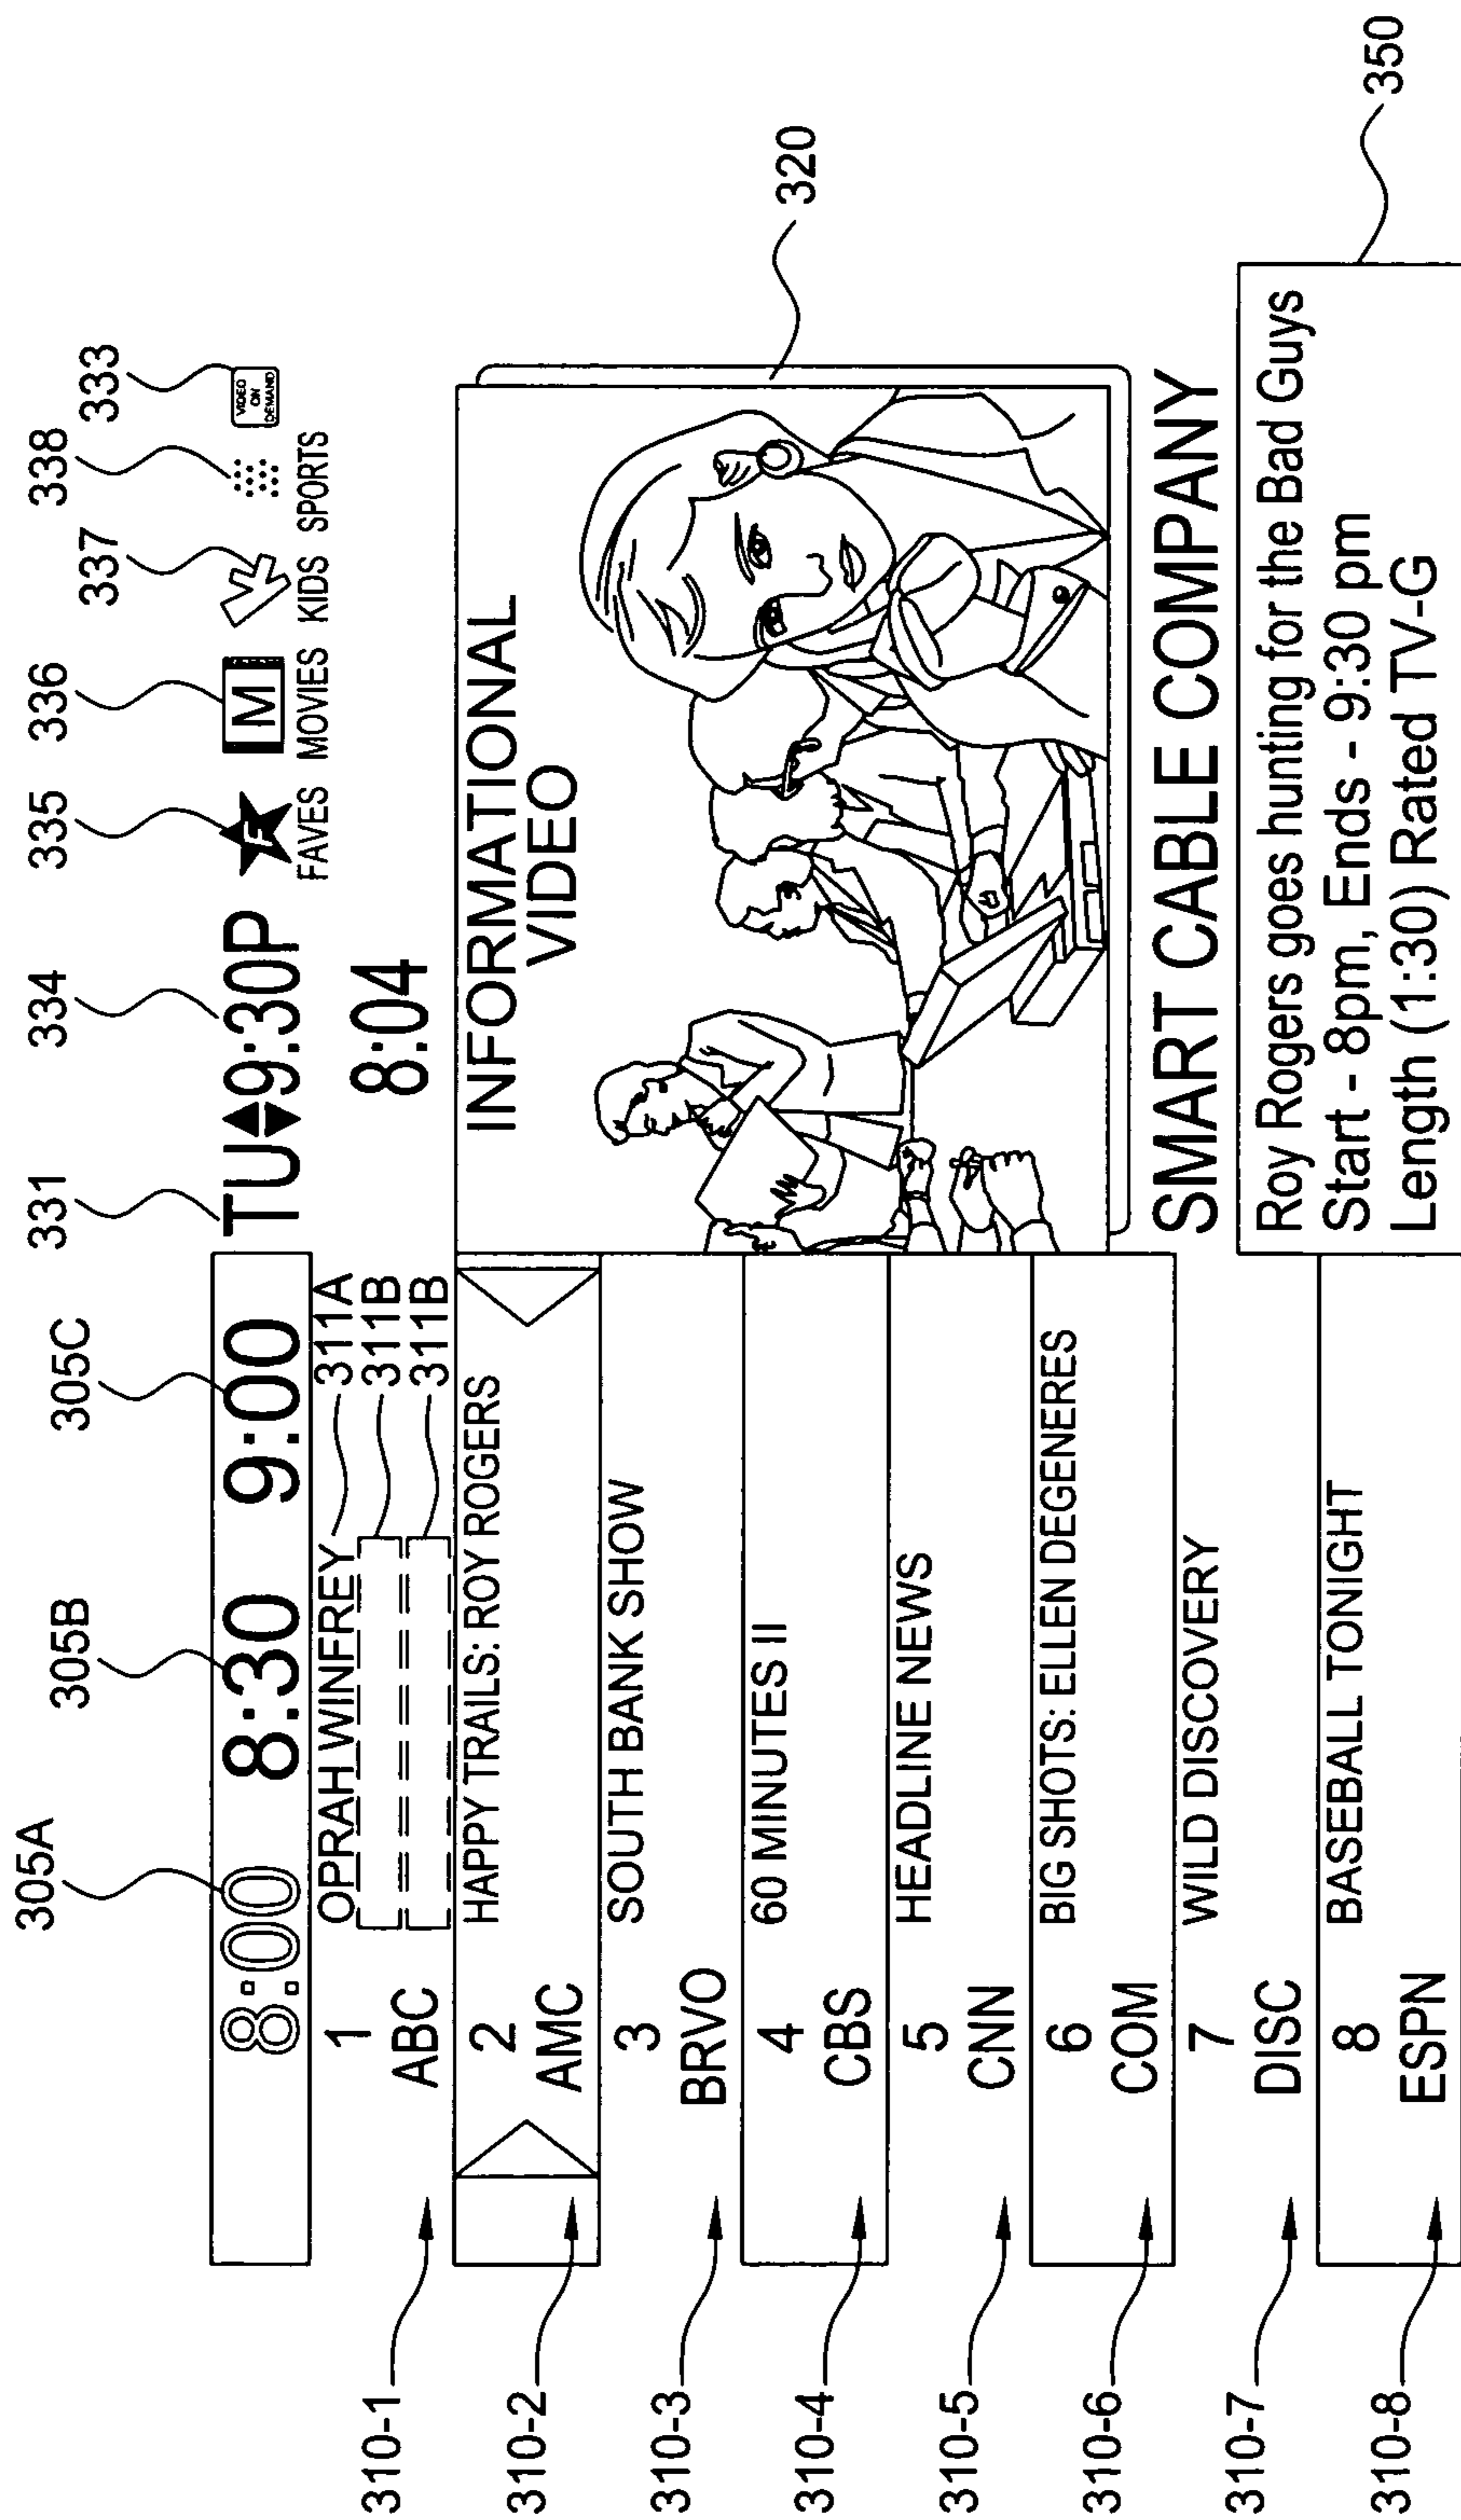 305A
305B
305C
331
334
335
336
337
338
333
8:00 8:30 9:00
TU 9:30P
F
M
VIDEO
ON
DEMAND
FAVES MOVIES KIDS SPORTS
8:04
310-1
1
ABC
OPRAH WINFREY
311A
311B
311B
310-2
2
AMC
HAPPY TRAILS: ROY ROGERS
310-3
3
BRVO
SOUTH BANK SHOW
310-4
4
CBS
60 MINUTES II
310-5
5
CNN
HEADLINE NEWS
310-6
6
COM
BIG SHOTS: ELLEN DEGENERES
310-7
7
DISC
WILD DISCOVERY
310-8
8
ESPN
BASEBALL TONIGHT
INFORMATIONAL
VIDEO
320
SMART CABLE COMPANY
Roy Rogers goes hunting for the Bad Guys
Start - 8pm, Ends - 9:30 pm
Length (1:30) Rated TV-G
350